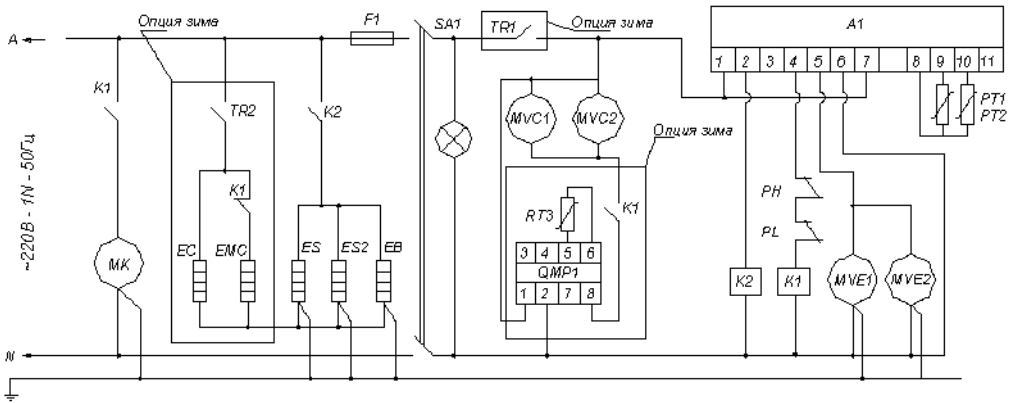 Опция зима
F1
SA1
TR1
Опция зима
A1
A
1 2 3 4 5 6 7 8 9 10 11
K1
TR2
K2
MVC1
MVC2
Опция зима
PT1
PT2
~220В - 1N - 50Гц
K1
RT3
K1
PH
PL
EC
EMC
ES
ES2
EB
3 4 5 6
QMP1
1 2 7 8
MK
K2
K1
MVE1
MVE2
N